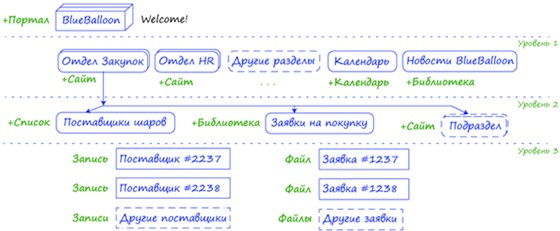 +Портал BlueBalloon Welcome!
Уровень 1
Отдел Закупок Отдел HR Другие разделы Календарь Новости BlueBalloon
+Сайт +Сайт ... +Календарь +Библиотека
Уровень 2
+Список Поставщики шаров +Библиотека Заявки на покупку +Сайт Подраздел
Уровень 3
Запись Поставщик #2237 Файл Заявка #1237
Запись Поставщик #2238 Файл Заявка #1238
Записи Другие поставщики Файлы Другие заявки